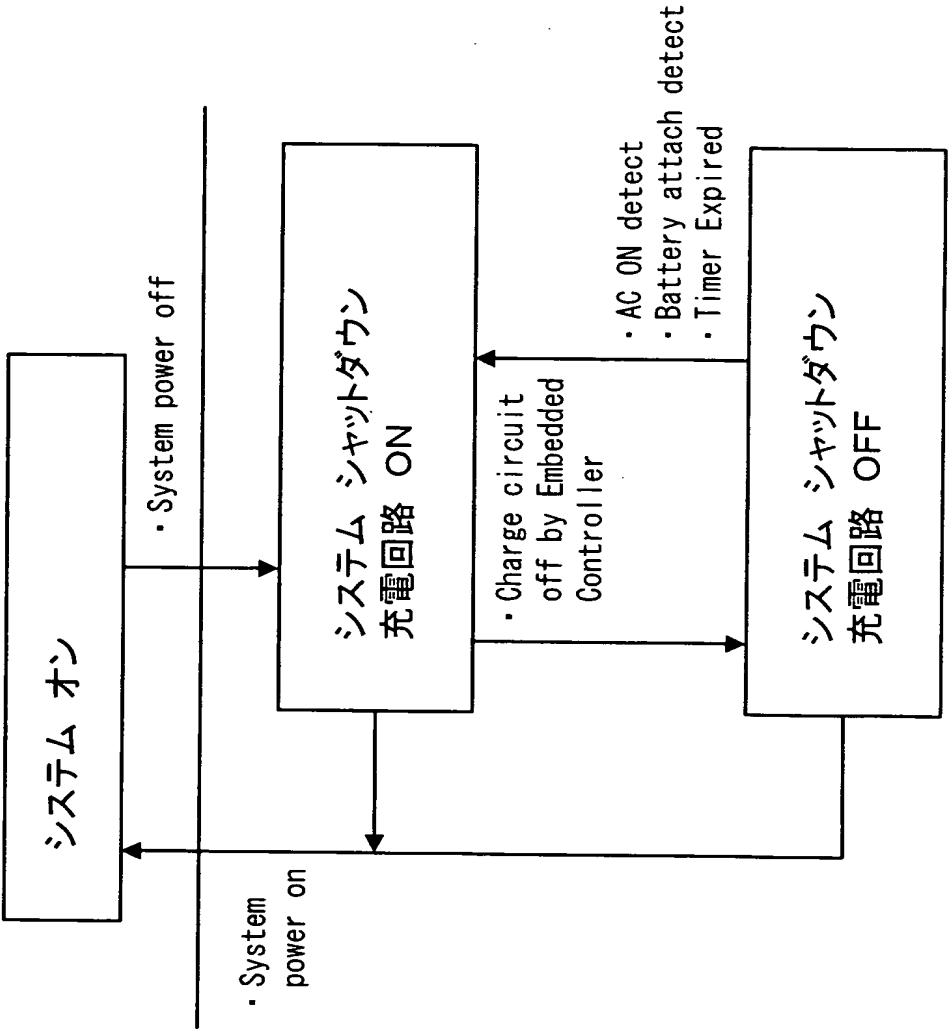 システム オン
・System power off
・System
power on
システム シャットダウン
充電回路 ON
・Charge circuit
off by Embedded
Controller
・AC ON detect
・Battery attach detect
・Timer Expired
システム シャットダウン
充電回路 OFF